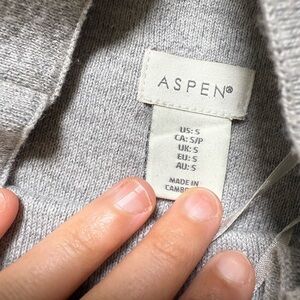 ASPEN®
US: S
CA: S/P
UK: S
EU: S
AU: S
MADE IN